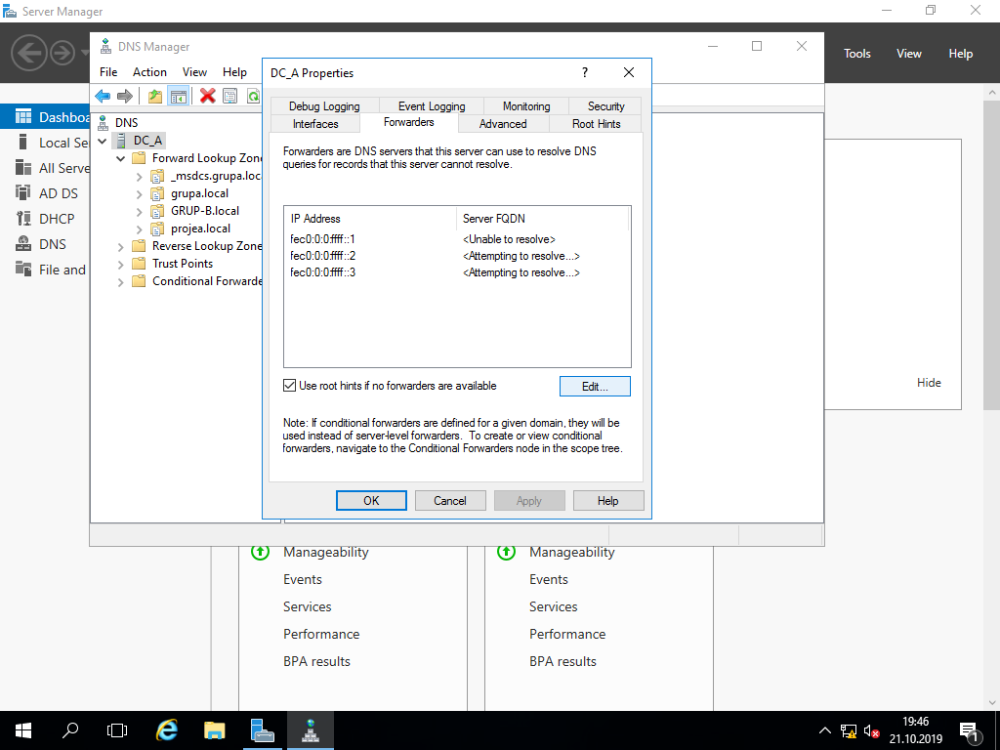 Server Manager
Tools View Help
DNS Manager
File Action View Help
Dashboa
Local Se
All Serve
AD DS
DHCP
DNS
File and
DNS
DC_A
Forward Lookup Zone
_msdcs.grupa.loc
grupa.local
GRUP-B.local
projea.local
Reverse Lookup Zone
Trust Points
Conditional Forwarde
DC_A Properties
?
Debug Logging Event Logging Monitoring Security
Interfaces Forwarders Advanced Root Hints
Forwarders are DNS servers that this server can use to resolve DNS
queries for records that this server cannot resolve.
IP Address Server FQDN
fec0:0:0:ffff::1 <Unable to resolve>
fec0:0:0:ffff::2 <Attempting to resolve...>
fec0:0:0:ffff::3 <Attempting to resolve...>
Use root hints if no forwarders are available
Edit...
Note: If conditional forwarders are defined for a given domain, they will be
used instead of server-level forwarders. To create or view conditional
forwarders, navigate to the Conditional Forwarders node in the scope tree.
OK Cancel Apply Help
Hide
Manageability
Events
Services
Performance
BPA results
Manageability
Events
Services
Performance
BPA results
19:46
21.10.2019
1